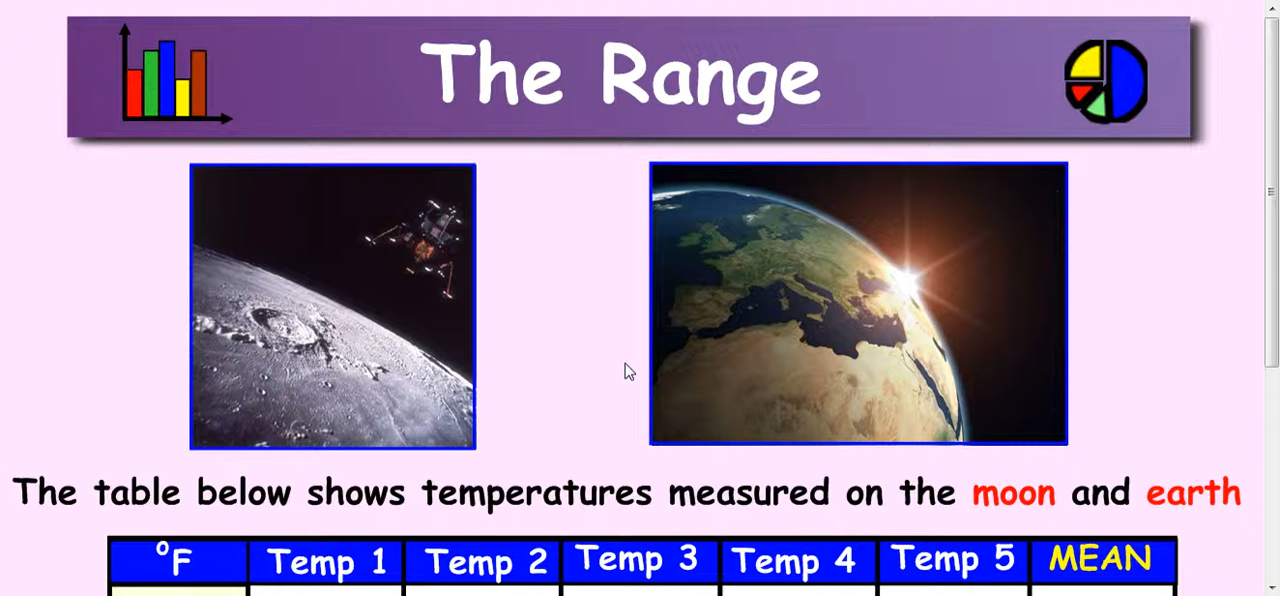 The Range
The table below shows temperatures measured on the moon and earth
°F Temp 1 Temp 2 Temp 3 Temp 4 Temp 5 MEAN